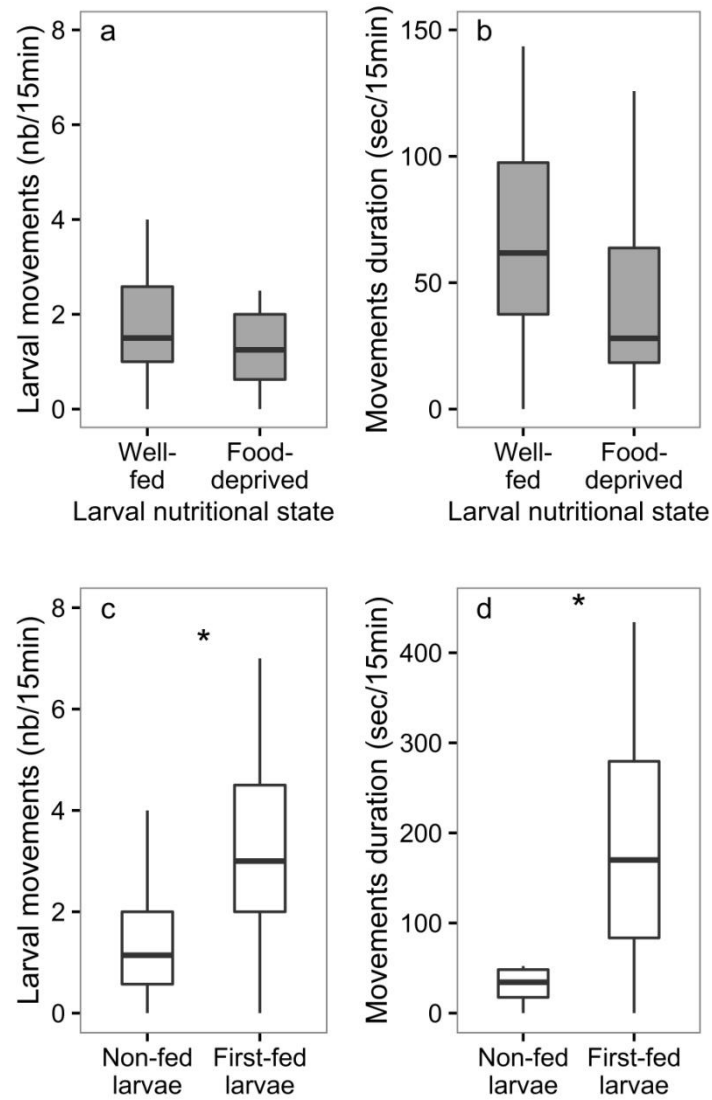 a
Larval movements (nb/15min)
8
6
4
2
0
Well-
fed
Food-
deprived
Larval nutritional state
b
Movements duration (sec/15min)
150
100
50
0
Well-
fed
Food-
deprived
Larval nutritional state
c
*
Larval movements (nb/15min)
8
6
4
2
0
Non-fed
larvae
First-fed
larvae
d
*
Movements duration (sec/15min)
400
300
200
100
0
Non-fed
larvae
First-fed
larvae